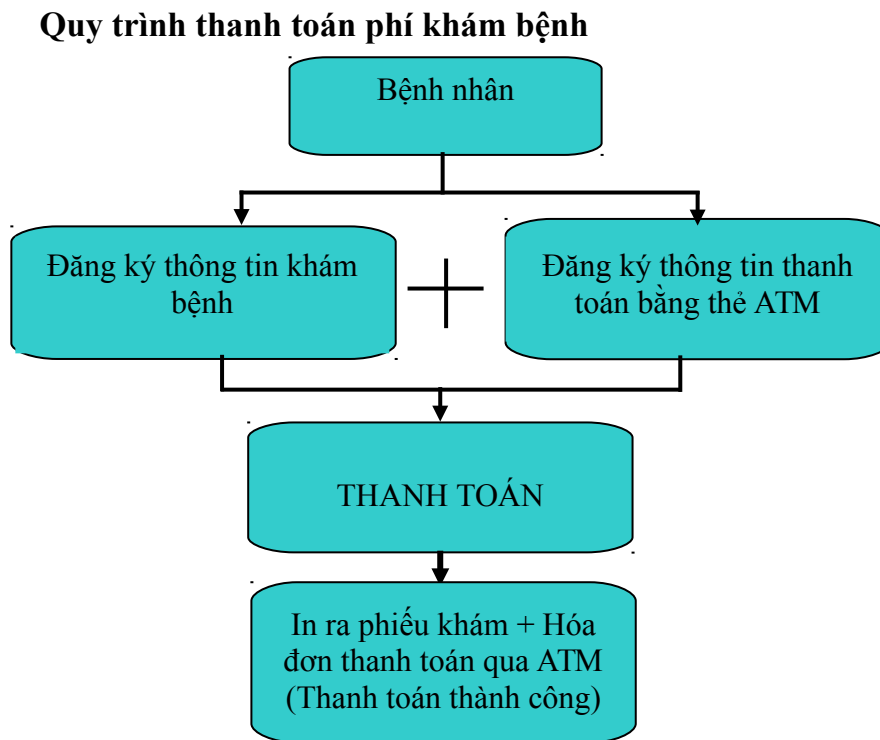 Quy trình thanh toán phí khám bệnh
Bệnh nhân
Đăng ký thông tin khám
bệnh
Đăng ký thông tin thanh
toán bằng thẻ ATM
THANH TOÁN
In ra phiếu khám + Hóa
đơn thanh toán qua ATM
(Thanh toán thành công)